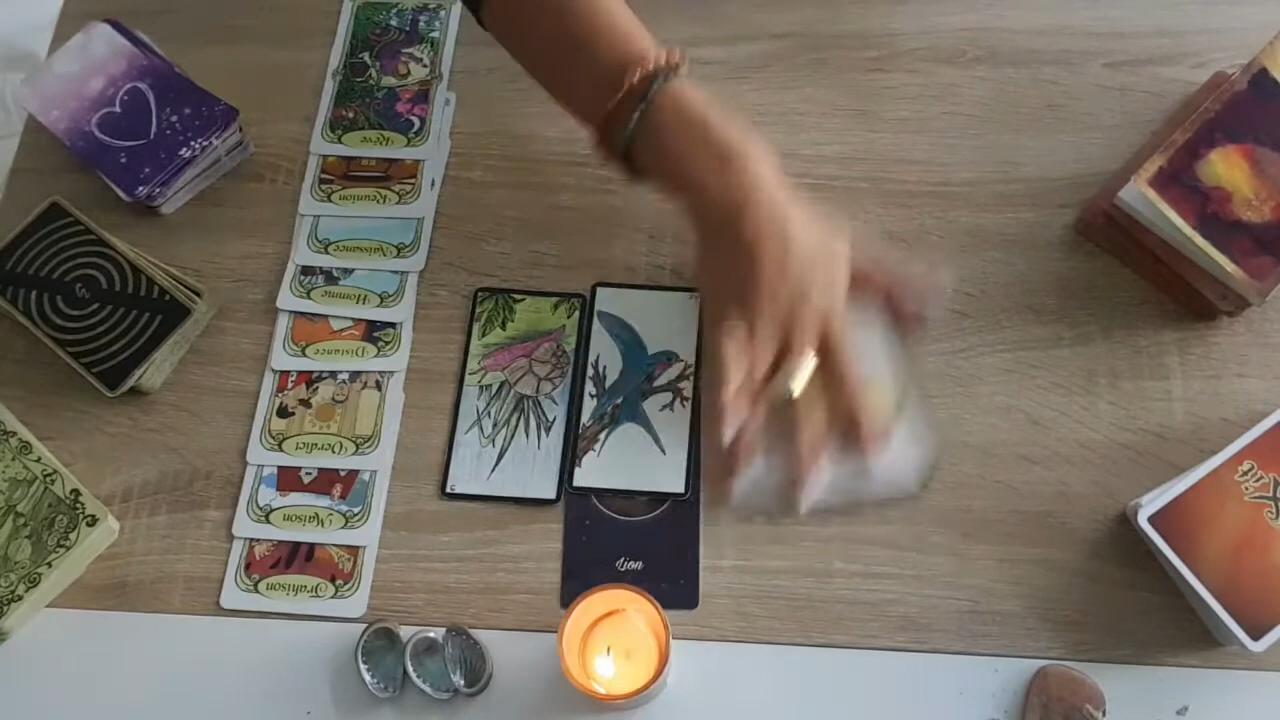 Rêve
Réunion
Naissance
Homme
Distance
Verdict
Maison
Trahison
Lion